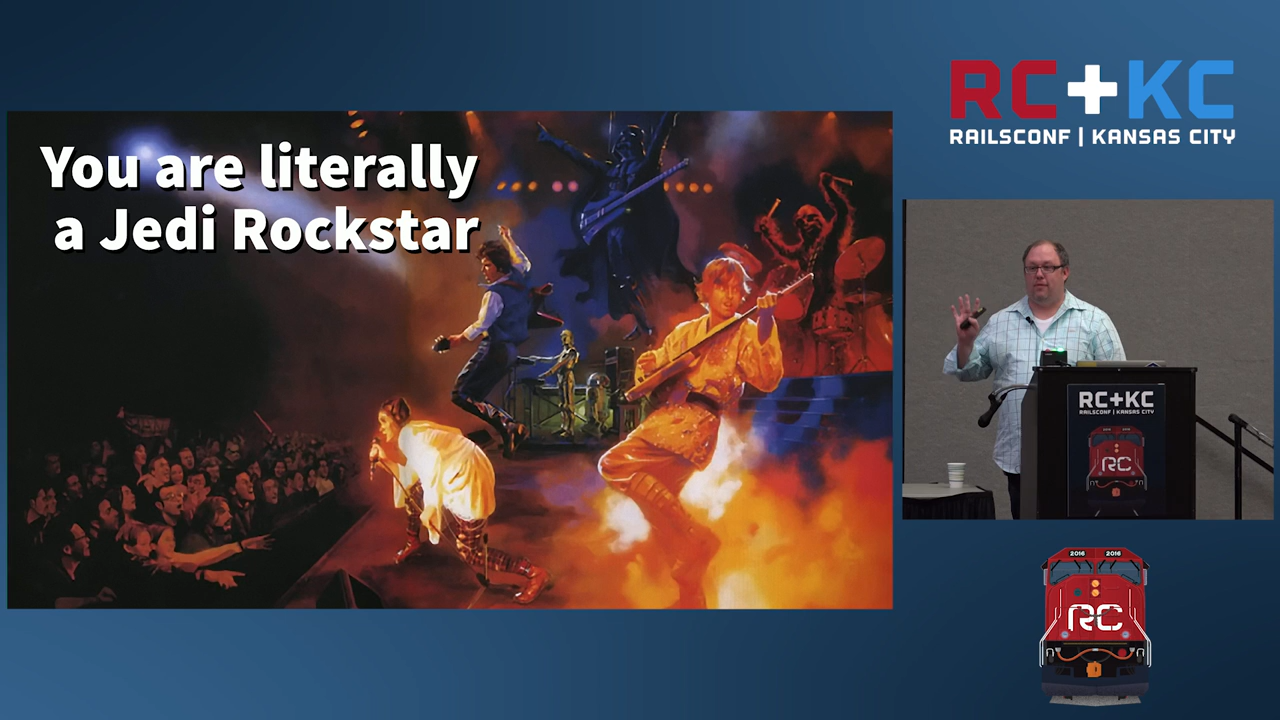 You are literally
a Jedi Rockstar
RC+KC
RAILSCONF | KANSAS CITY
RC+KC
RAILSCONF | KANSAS CITY
RC
2016 2016
RC